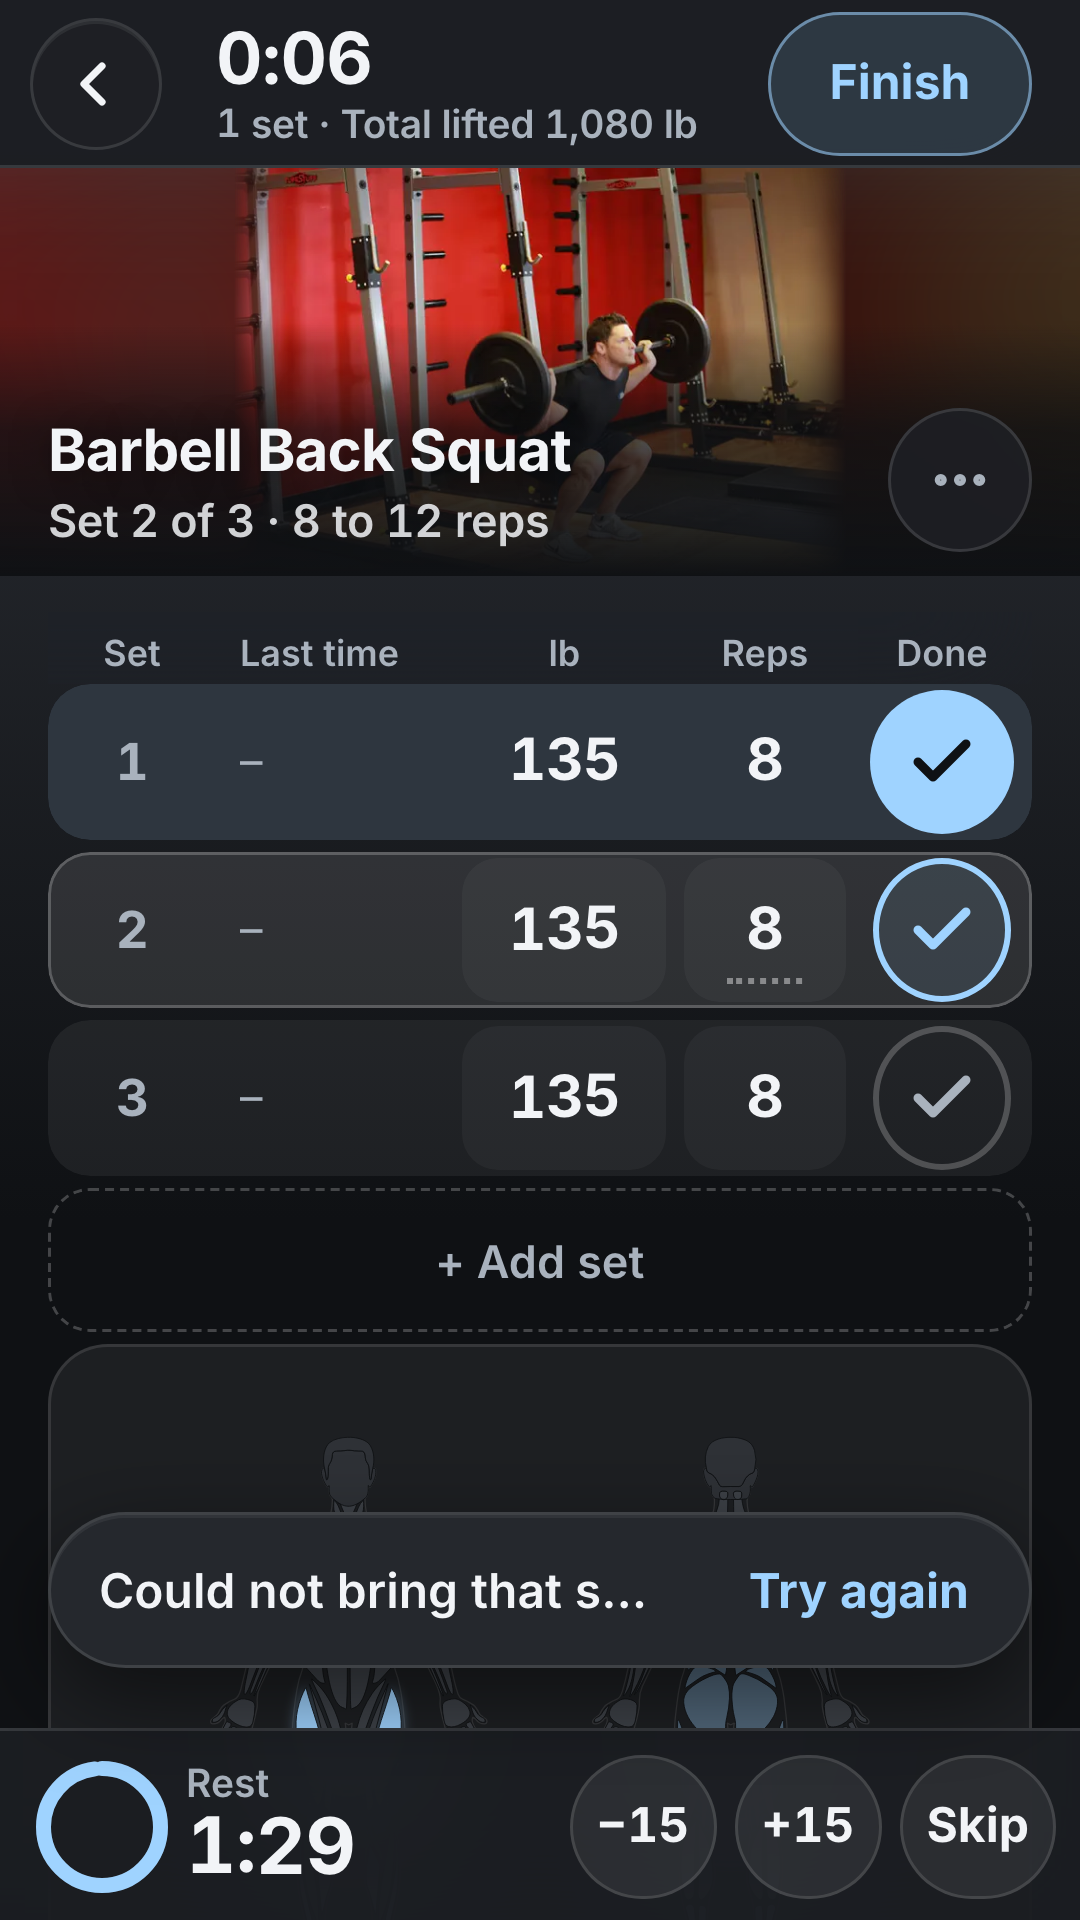 0:06
1 set · Total lifted 1,080 lb
Finish
Barbell Back Squat
Set 2 of 3 · 8 to 12 reps
Set Last time lb Reps Done
1 – 135 8
2 – 135 8
3 – 135 8
+ Add set
Could not bring that s...
Try again
Rest
1:29
−15
+15
Skip